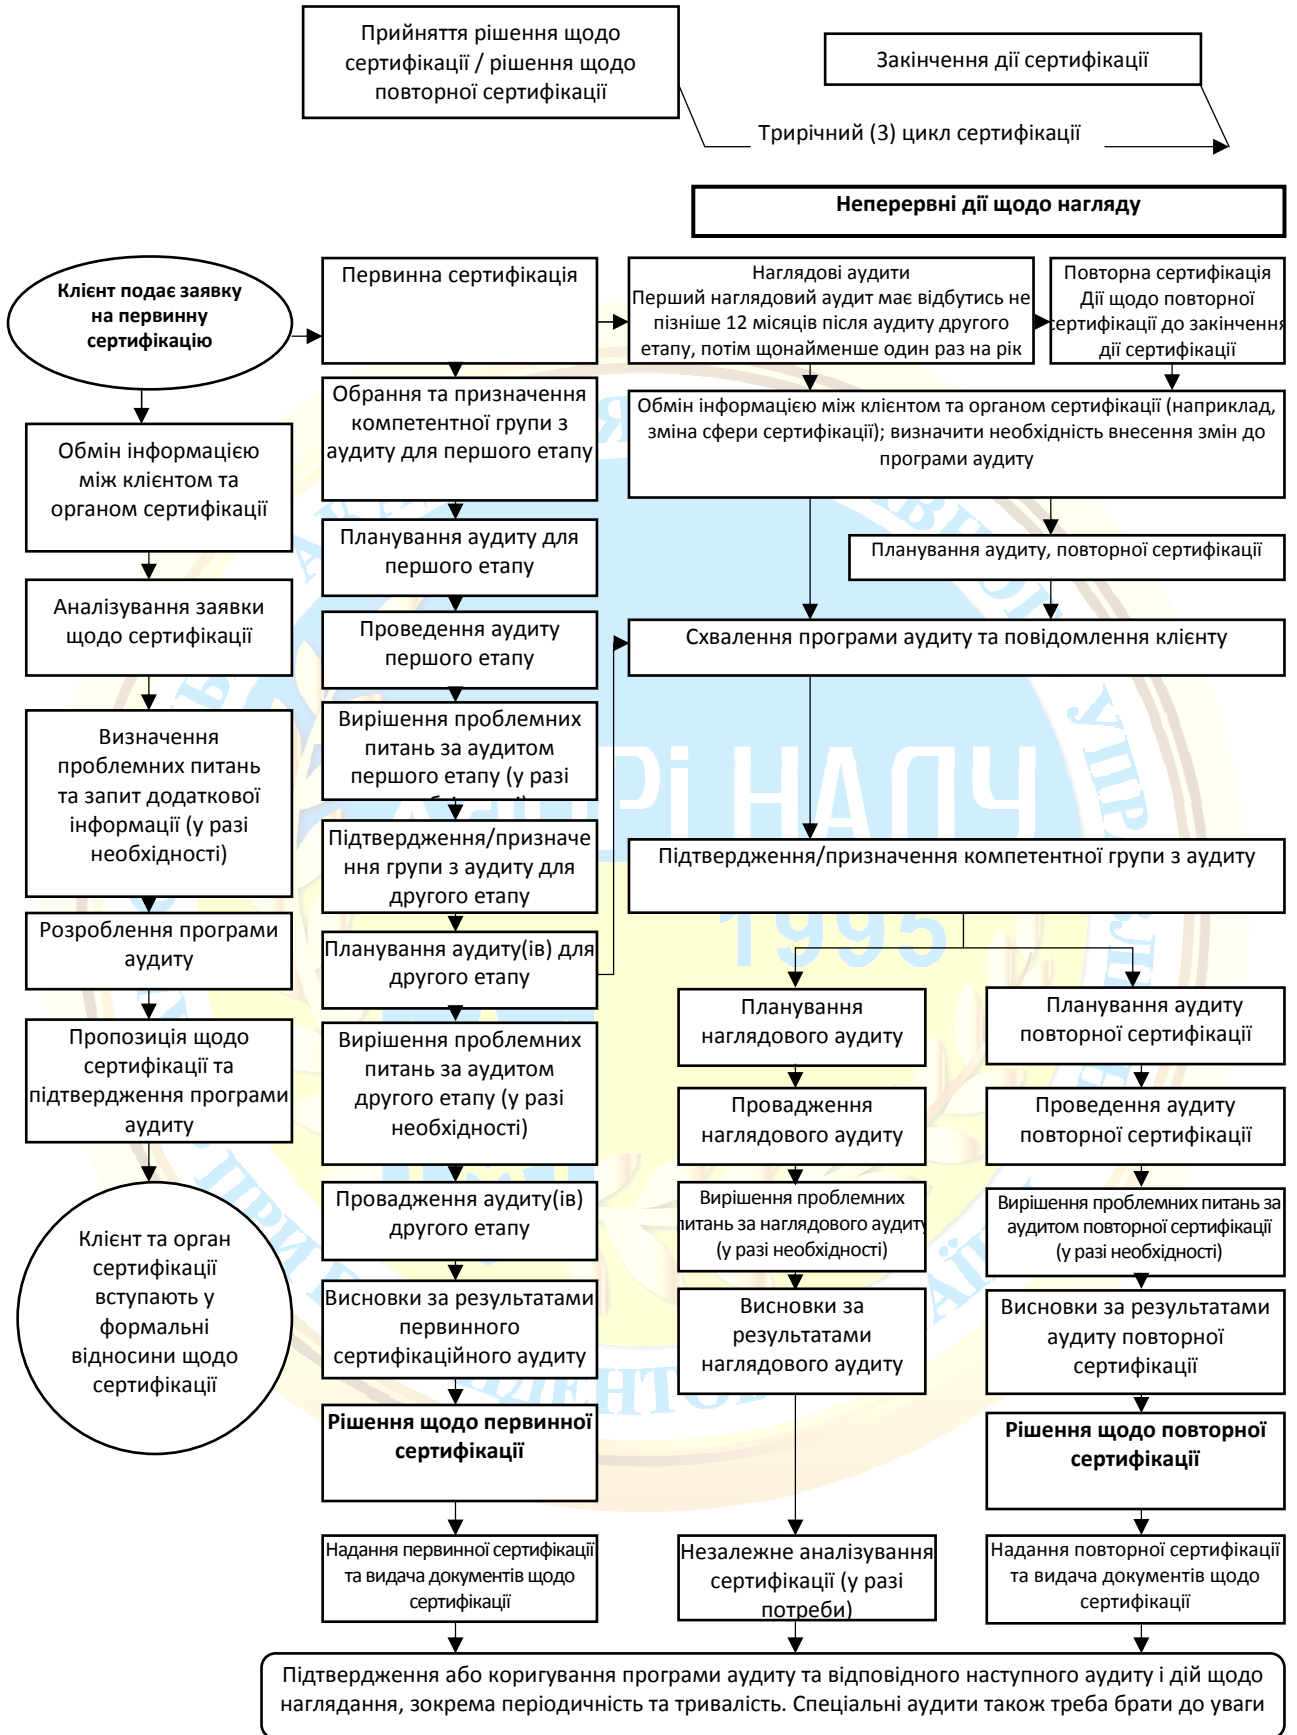 Прийняття рішення щодо
сертифікації / рішення щодо
повторної сертифікації
Закінчення дії сертифікації
Трирічний (3) цикл сертифікації
Неперервні дії щодо нагляду
Клієнт подає заявку
на первинну
сертифікацію
Обмін інформацією
між клієнтом та
органом сертифікації
Аналізування заявки
щодо сертифікації
Визначення
проблемних питань
та запит додаткової
інформації (у разі
необхідності)
Розроблення програми
аудиту
Пропозиція щодо
сертифікації та
підтвердження програми
аудиту
Клієнт та орган
сертифікації
вступають у
формальні
відносини щодо
сертифікації
Первинна сертифікація
Обрання та призначення
компетентної групи з
аудиту для першого етапу
Планування аудиту для
першого етапу
Проведення аудиту
першого етапу
Вирішення проблемних
питань за аудитом
першого етапу (у разі
Підтвердження/призначе
ння групи з аудиту для
другого етапу
Планування аудиту(ів) для
другого етапу
Вирішення проблемних
питань за аудитом
другого етапу (у разі
необхідності)
Провадження аудиту(ів)
другого етапу
Висновки за результатами
первинного
сертифікаційного аудиту
Рішення щодо первинної
сертифікації
Надання первинної сертифікації
та видача документів щодо
сертифікації
Наглядові аудити
Перший наглядовий аудит має відбутись не
пізніше 12 місяців після аудиту другого
етапу, потім щонайменше один раз на рік
Повторна сертифікація
Дії щодо повторної
сертифікації до закінчення
дії сертифікації
Обмін інформацією між клієнтом та органом сертифікації (наприклад,
зміна сфери сертифікації); визначити необхідність внесення змін до
програми аудиту
Планування аудиту, повторної сертифікації
Схвалення програми аудиту та повідомлення клієнту
Підтвердження/призначення компетентної групи з аудиту
Планування
наглядового аудиту
Провадження
наглядового аудиту
Вирішення проблемних
питань за наглядового аудиту
(у разі необхідності)
Висновки за
результатами
наглядового аудиту
Незалежне аналізування
сертифікації (у разі
потреби)
Планування аудиту
повторної сертифікації
Проведення аудиту
повторної сертифікації
Вирішення проблемних питань за
аудитом повторної сертифікації
(у разі необхідності)
Висновки за результатами
аудиту повторної
сертифікації
Рішення щодо повторної
сертифікації
Надання повторної сертифікації
та видача документів щодо
сертифікації
Підтвердження або коригування програми аудиту та відповідного наступного аудиту і дій щодо
наглядання, зокрема періодичність та тривалість. Спеціальні аудити також треба брати до уваги
НАДУ
1995